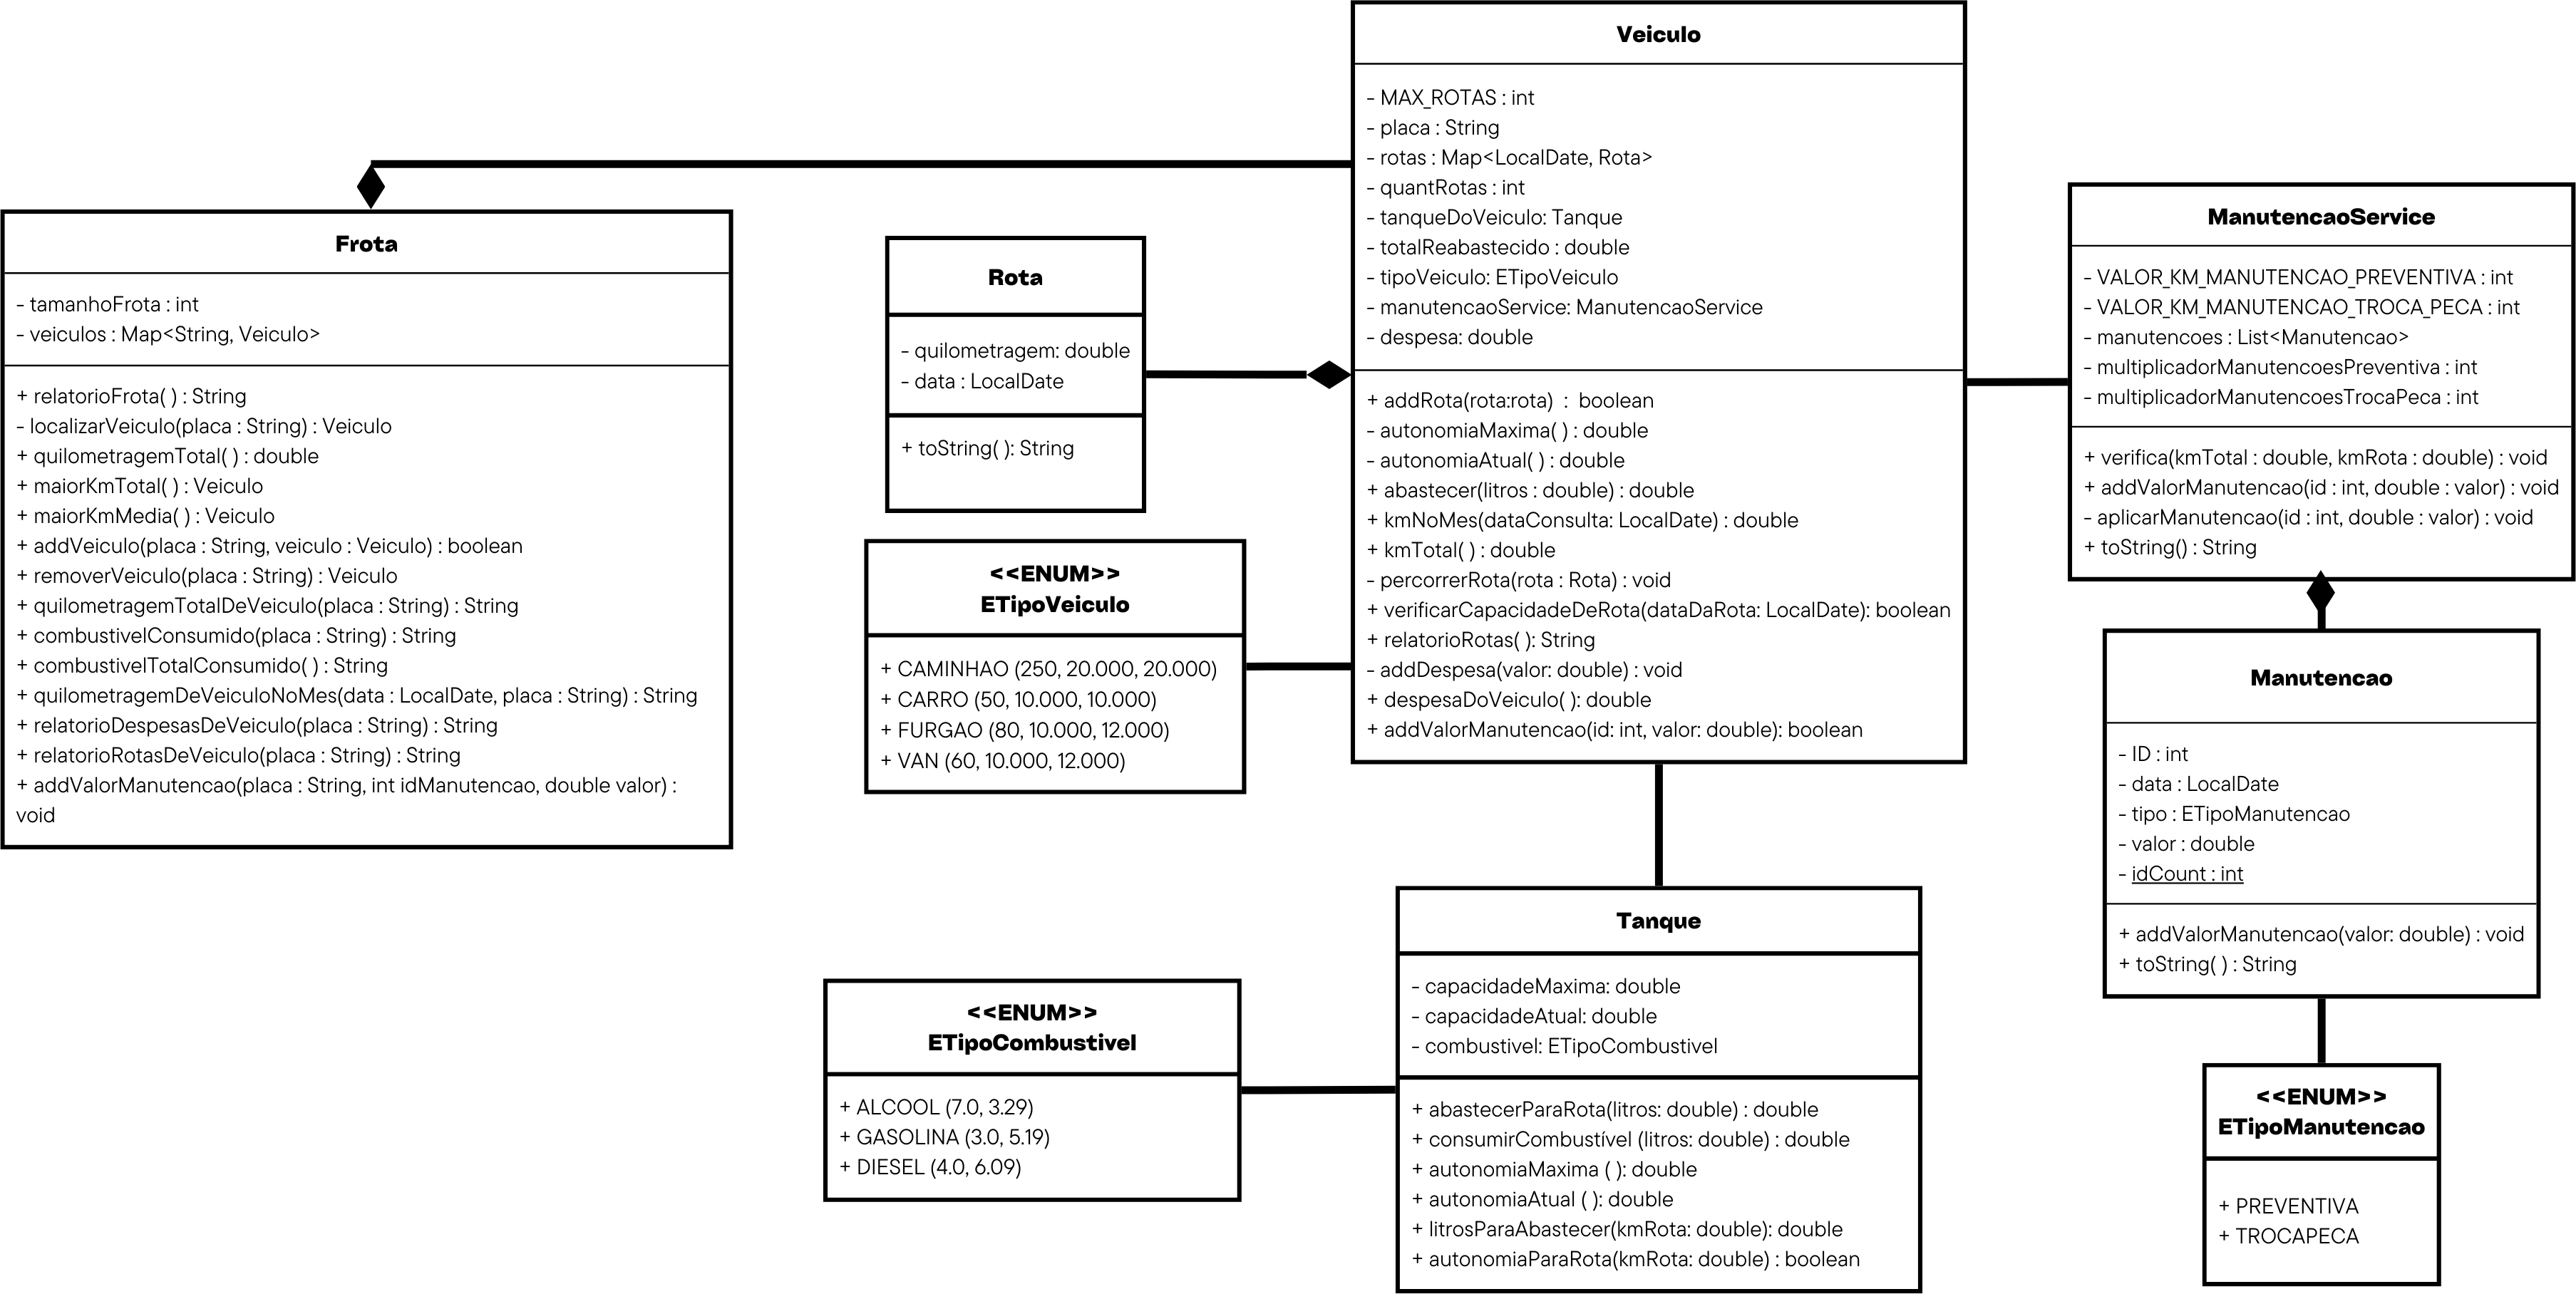 Veiculo
- MAX_ROTAS : int
- placa : String
- rotas : Map<LocalDate, Rota>
- quantRotas : int
- tanqueDoVeiculo: Tanque
- totalReabastecido : double
- tipoVeiculo: ETipoVeiculo
- manutencaoService: ManutencaoService
- despesa: double
+ addRota(rota:rota) : boolean
- autonomiaMaxima( ) : double
- autonomiaAtual( ) : double
+ abastecer(litros : double) : double
+ kmNoMes(dataConsulta: LocalDate) : double
+ kmTotal( ) : double
- percorrerRota(rota : Rota) : void
+ verificarCapacidadeDeRota(dataDaRota: LocalDate): boolean
+ relatorioRotas( ): String
- addDespesa(valor: double) : void
+ despesaDoVeiculo( ): double
+ addValorManutencao(id: int, valor: double): boolean
Frota
- tamanhoFrota : int
- veiculos : Map<String, Veiculo>
+ relatorioFrota( ) : String
- localizarVeiculo(placa : String) : Veiculo
+ quilometragemTotal( ) : double
+ maiorKmTotal( ) : Veiculo
+ maiorKmMedia( ) : Veiculo
+ addVeiculo(placa : String, veiculo : Veiculo) : boolean
+ removerVeiculo(placa : String) : Veiculo
+ quilometragemTotalDeVeiculo(placa : String) : String
+ combustivelConsumido(placa : String) : String
+ combustivelTotalConsumido( ) : String
+ quilometragemDeVeiculoNoMes(data : LocalDate, placa : String) : String
+ relatorioDespesasDeVeiculo(placa : String) : String
+ relatorioRotasDeVeiculo(placa : String) : String
+ addValorManutencao(placa : String, int idManutencao, double valor) :
void
Rota
- quilometragem: double
- data : LocalDate
+ toString( ): String
<<ENUM>>
ETipoVeiculo
+ CAMINHAO (250, 20.000, 20.000)
+ CARRO (50, 10.000, 10.000)
+ FURGAO (80, 10.000, 12.000)
+ VAN (60, 10.000, 12.000)
ManutencaoService
- VALOR_KM_MANUTENCAO_PREVENTIVA : int
- VALOR_KM_MANUTENCAO_TROCA_PECA : int
- manutencoes : List<Manutencao>
- multiplicadorManutencoesPreventiva : int
- multiplicadorManutencoesTrocaPeca : int
+ verifica(kmTotal : double, kmRota : double) : void
+ addValorManutencao(id : int, double : valor) : void
- aplicarManutencao(id : int, double : valor) : void
+ toString() : String
Manutencao
- ID : int
- data : LocalDate
- tipo : ETipoManutencao
- valor : double
- idCount : int
+ addValorManutencao(valor: double) : void
+ toString( ) : String
Tanque
- capacidadeMaxima: double
- capacidadeAtual: double
- combustivel: ETipoCombustivel
+ abastecerParaRota(litros: double) : double
+ consumirCombustível (litros: double) : double
+ autonomiaMaxima ( ): double
+ autonomiaAtual ( ): double
+ litrosParaAbastecer(kmRota: double): double
+ autonomiaParaRota(kmRota: double) : boolean
<<ENUM>>
ETipoCombustivel
+ ALCOOL (7.0, 3.29)
+ GASOLINA (3.0, 5.19)
+ DIESEL (4.0, 6.09)
<<ENUM>>
ETipoManutencao
+ PREVENTIVA
+ TROCAPECA